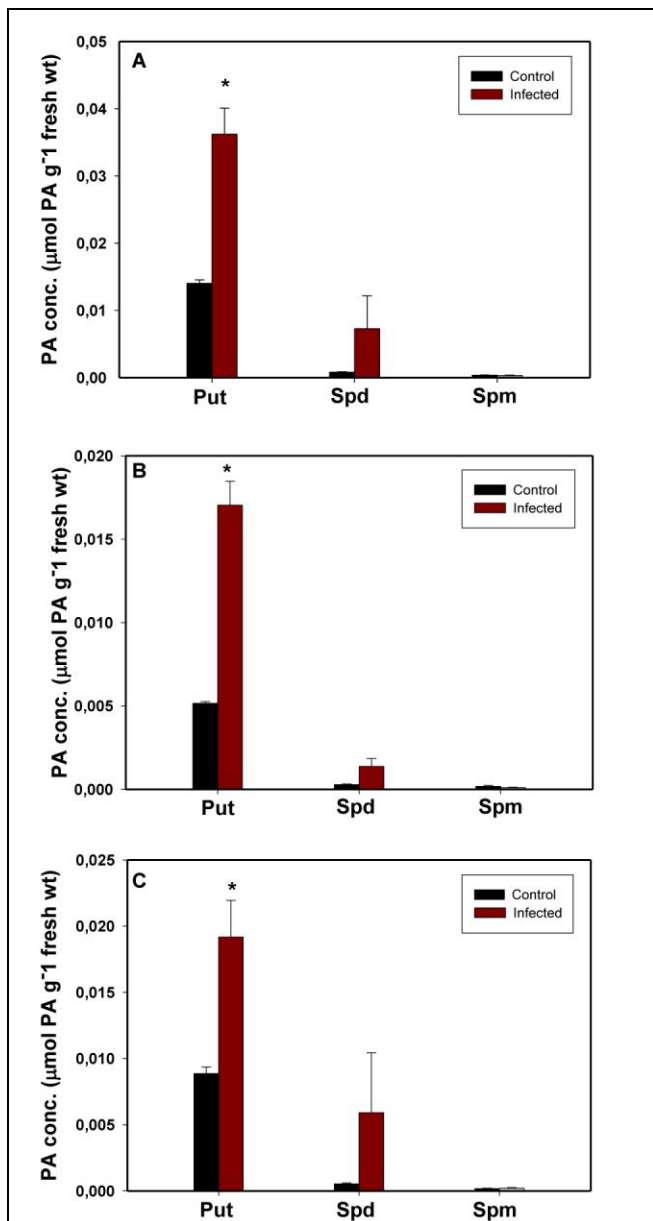 A
Control
Infected
PA conc. (µmol PA g-1 fresh wt)
0,05
0,04
0,03
0,02
0,01
0,00
*
Put Spd Spm
B
Control
Infected
PA conc. (µmol PA g-1 fresh wt)
0,020
0,015
0,010
0,005
0,000
*
Put Spd Spm
C
Control
Infected
PA conc. (µmol PA g-1 fresh wt)
0,025
0,020
0,015
0,010
0,005
0,000
*
Put Spd Spm